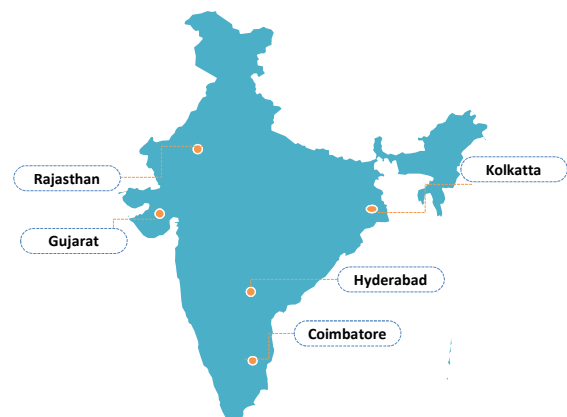 Kolkatta
Rajasthan
Gujarat
Hyderabad
Coimbatore